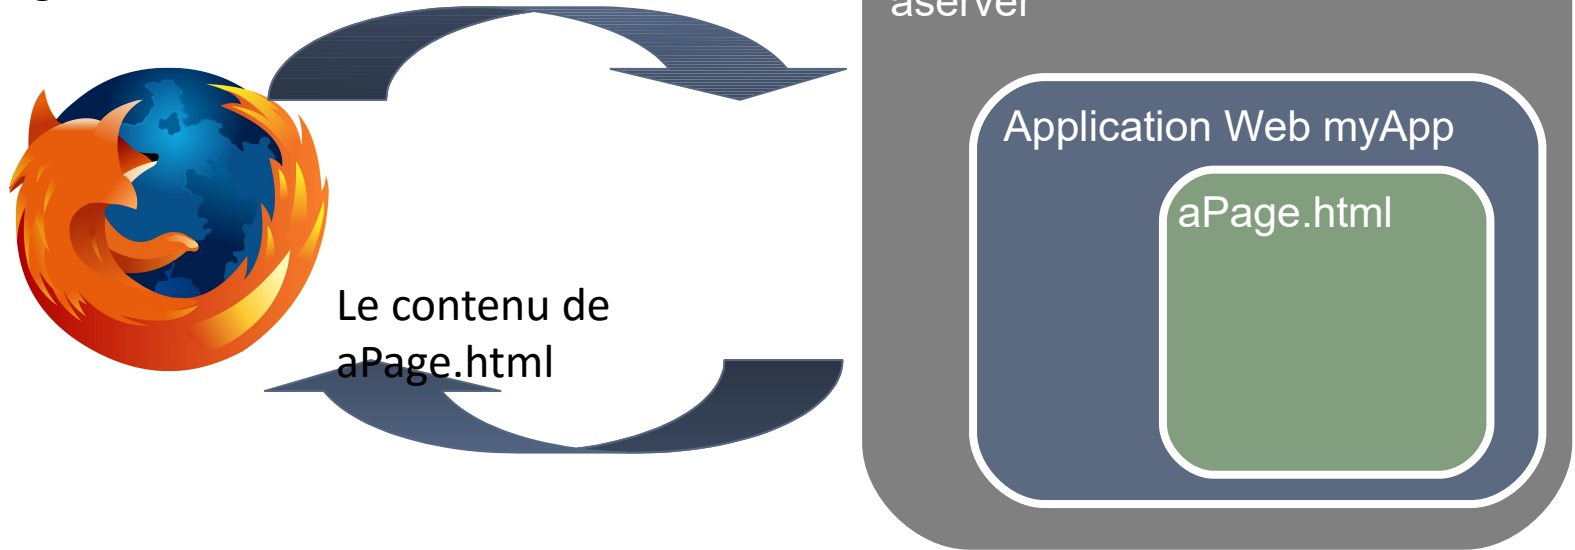 aserver
Application Web myApp
aPage.html
Le contenu de
aPage.html